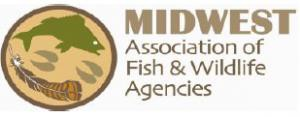 MIDWEST
Association of
Fish & Wildlife
Agencies